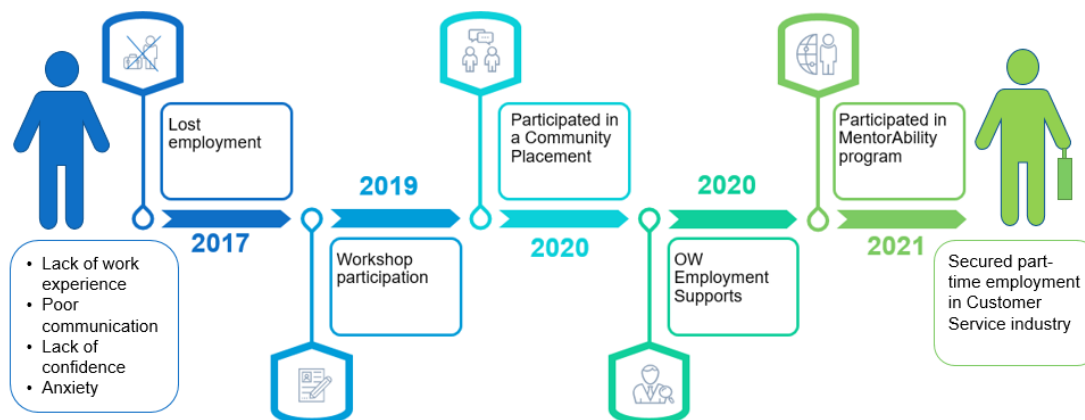 Lost
employment
2017
2019
Workshop
participation
Participated in
a Community
Placement
2020
2020
OW
Employment
Supports
Participated in
MentorAbility
program
2021
• Lack of work
experience
• Poor
communication
• Lack of
confidence
• Anxiety
Secured part-
time employment
in Customer
Service industry